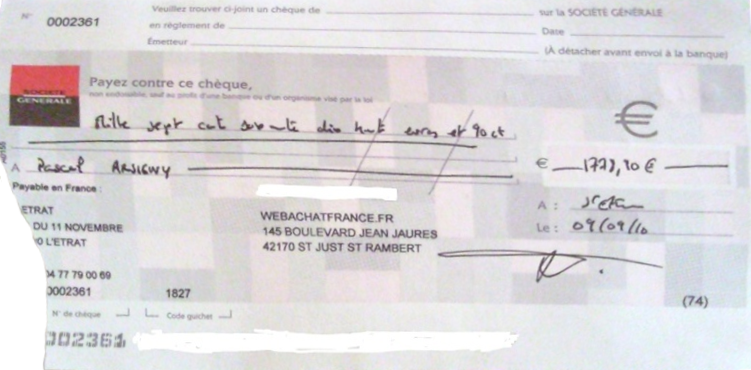 Veuillez trouver ci-joint un chèque de sur la SOCIÉTÉ GÉNÉRALE
N° 0002361
en règlement de Date
Émetteur (À détacher avant envoi à la banque)
SOCIETE GENERALE
Payez contre ce chèque,
non endossable, sauf au profit d'une banque ou d'un organisme visé par la loi
Mille sept cent soixante dix huit euros et 90 ct
€
A Pascal € 1778,90 €
Payable en France :
A :
Le : 09/09/10
ETRAT
DU 11 NOVEMBRE
0 L'ETRAT
WEBACHATFRANCE.FR
145 BOULEVARD JEAN JAURES
42170 ST JUST ST RAMBERT
04 77 79 00 69
0002361 1827
(74)
N° de chèque Code guichet
002361